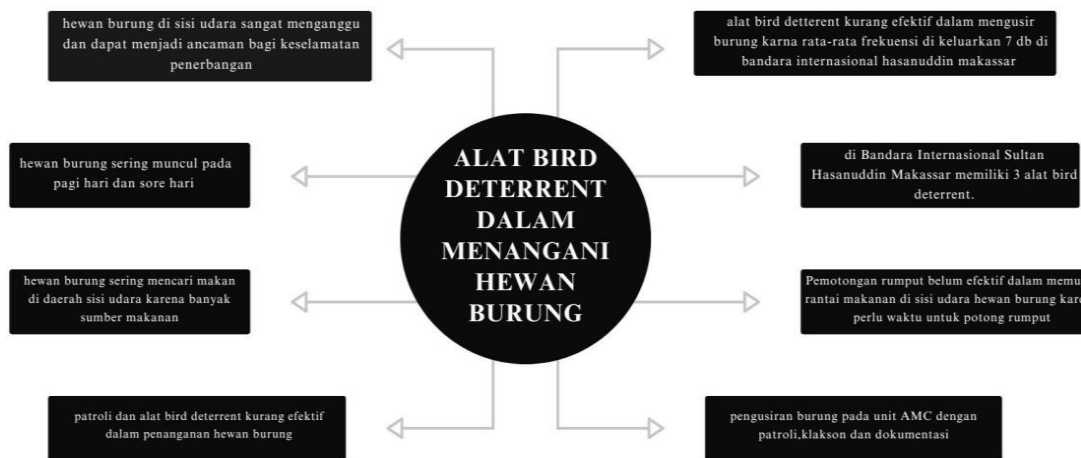 hewan burung di sisi udara sangat menganggu
dan dapat menjadi ancaman bagi keselamatan
penerbangan
hewan burung sering muncul pada
pagi hari dan sore hari
hewan burung sering mencari makan
di daerah sisi udara karena banyak
sumber makanan
patroli dan alat bird deterrent kurang efektif
dalam penanganan hewan burung
ALAT BIRD
DETERRENT
DALAM
MENANGANI
HEWAN
BURUNG
alat bird detterent kurang efektif dalam mengusir
burung karna rata-rata frekuensi di keluarkan 7 db di
bandara internasional hasanuddin makassar
di Bandara Internasional Sultan
Hasanuddin Makassar memiliki 3 alat bird
deterrent.
Pemotongan rumput belum efektif dalam
rantai makanan di sisi udara hewan burung
perlu waktu untuk potong rumput
pengusiran burung pada unit AMC dengan
patroli,klakson dan dokumentasi